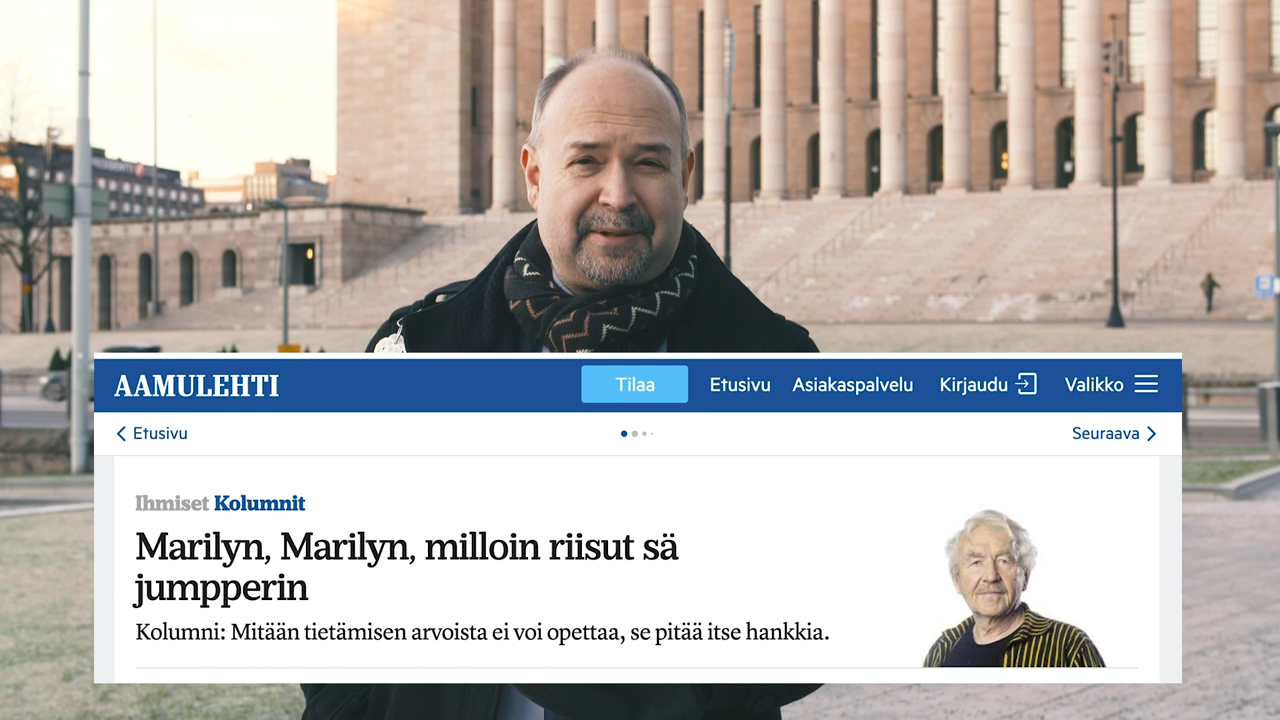 AAMULEHTI
Tilaa Etusivu Asiakaspalvelu Kirjaudu Valikko
Etusivu
Seuraava
Ihmiset Kolumnit
Marilyn, Marilyn, milloin riisut sä
jumpperin
Kolumni: Mitään tietämisen arvoista ei voi opettaa, se pitää itse hankkia.